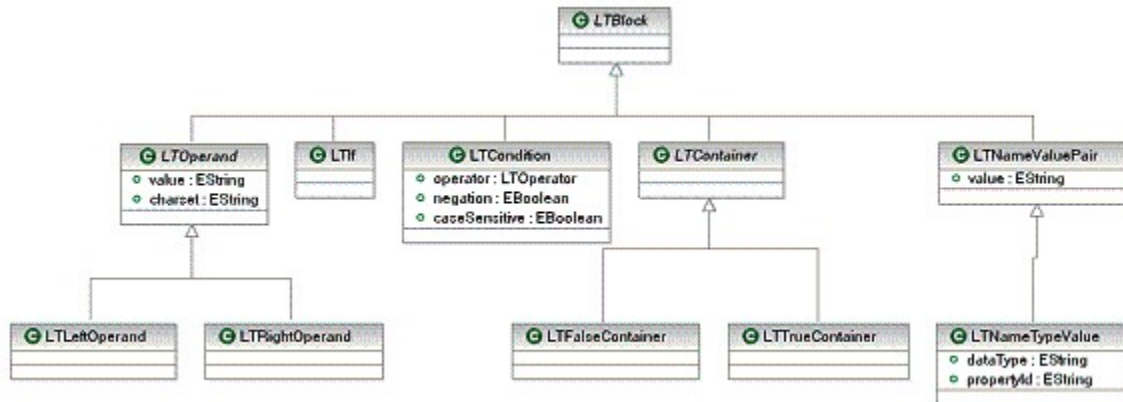 LTBlock
LTOperand
value : EString
charset : EString
LTIf
LTCondition
operator : LTOperator
negation : EBoolean
caseSensitive : EBoolean
LTContainer
LTNameValuePair
value : EString
LTLeftOperand
LTRightOperand
LTFalseContainer
LTTrueContainer
LTNameTypeValue
dataType : EString
propertyId : EString